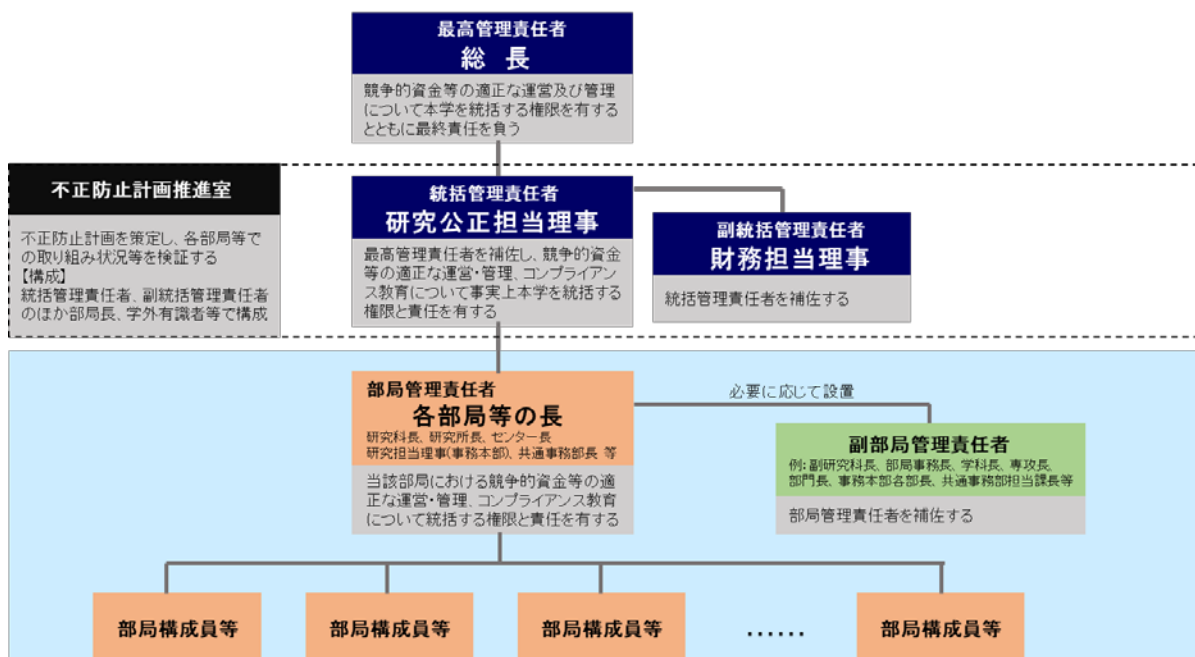 最高管理責任者
総 長
競争的資金等の適正な運営及び管理
について本学を統括する権限を有する
とともに最終責任を負う
不正防止計画推進室
不正防止計画を策定し、各部局等で
の取り組み状況等を検証する
【構成】
統括管理責任者、副統括管理責任者
のほか部局長、学外有識者等で構成
統括管理責任者
研究公正担当理事
最高管理責任者を補佐し、競争的資金
等の適正な運営・管理、コンプライアン
ス教育について事実上本学を統括する
権限と責任を有する
副統括管理責任者
財務担当理事
統括管理責任者を補佐する
部局管理責任者
各部局等の長
研究科長、研究所長、センター長
研究担当理事(事務本部)、共通事務部長 等
当該部局における競争的資金等の適
正な運営・管理、コンプライアンス教育
について統括する権限と責任を有する
必要に応じて設置
副部局管理責任者
例：副研究科長、部局事務長、学科長、専攻長、
部門長、事務本部各部長、共通事務部担当課長等
部局管理責任者を補佐する
部局構成員等
部局構成員等
部局構成員等
……
部局構成員等